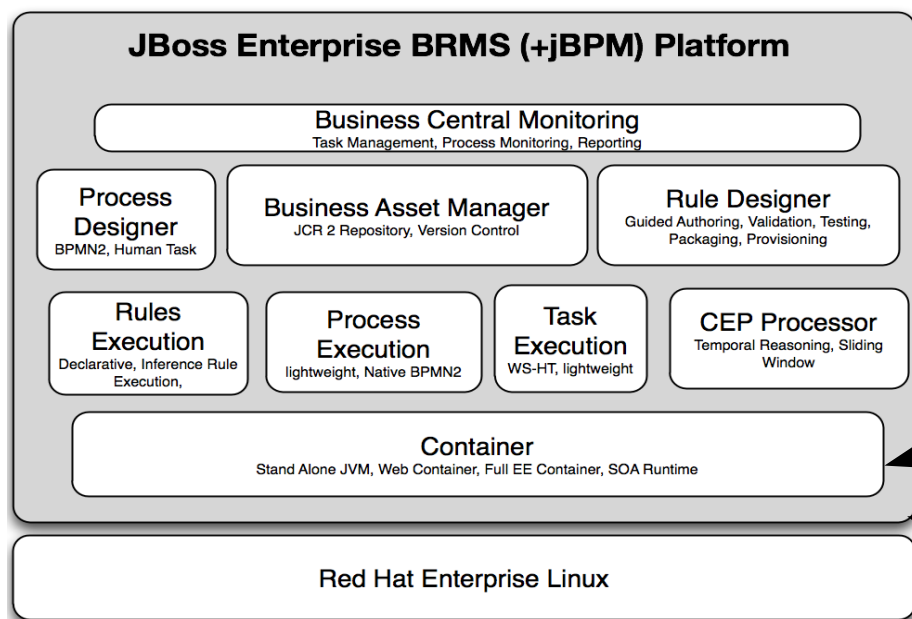 JBoss Enterprise BRMS (+jBPM) Platform
Business Central Monitoring
Task Management, Process Monitoring, Reporting
Process
Designer
BPMN2, Human Task
Business Asset Manager
JCR 2 Repository, Version Control
Rule Designer
Guided Authoring, Validation, Testing,
Packaging, Provisioning
Rules
Execution
Declarative, Inference Rule
Execution,
Process
Execution
lightweight, Native BPMN2
Task
Execution
WS-HT, lightweight
CEP Processor
Temporal Reasoning, Sliding
Window
Container
Stand Alone JVM, Web Container, Full EE Container, SOA Runtime
Red Hat Enterprise Linux